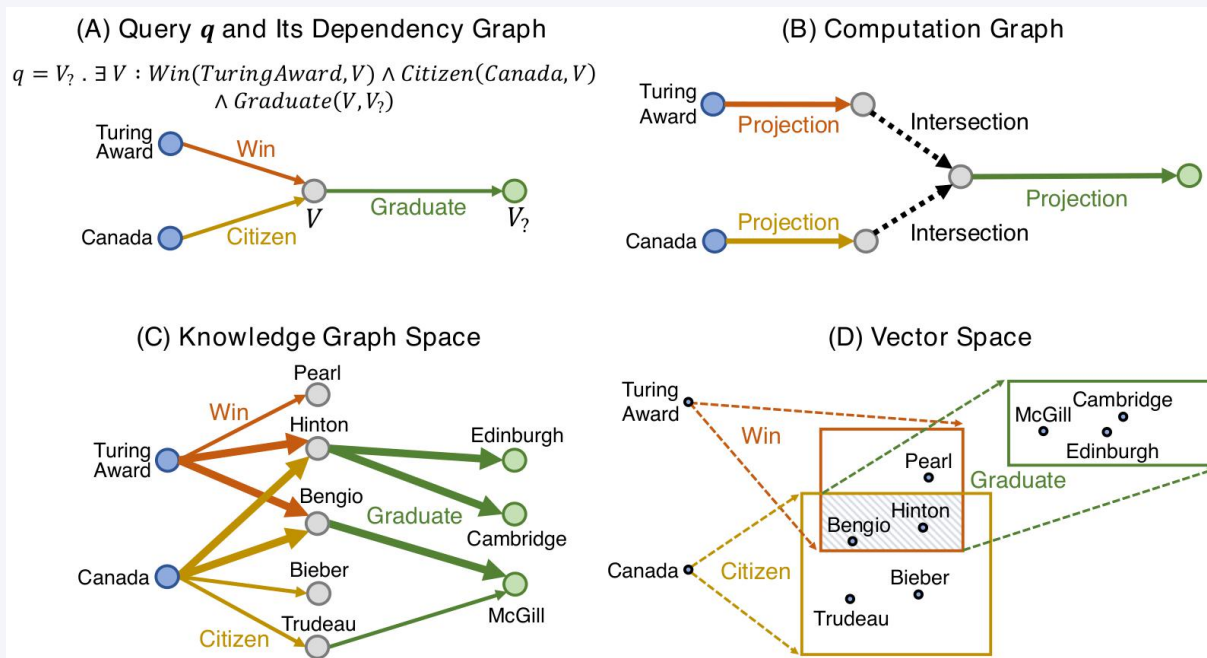 (A) Query q and Its Dependency Graph
q = V? . ∃ V : Win(TuringAward, V) ∧ Citizen(Canada, V)
∧ Graduate(V, V?)
Turing
Award
Win
Canada
Citizen
V
Graduate
V?
(B) Computation Graph
Turing
Award
Projection
Intersection
Projection
Canada
Projection
Intersection
(C) Knowledge Graph Space
Pearl
Win
Hinton
Turing
Award
Edinburgh
Bengio
Graduate
Cambridge
Canada
Bieber
McGill
Citizen
Trudeau
(D) Vector Space
Turing
Award
Win
McGill
Cambridge
Edinburgh
Pearl
Graduate
Hinton
Bengio
Canada
Citizen
Bieber
Trudeau